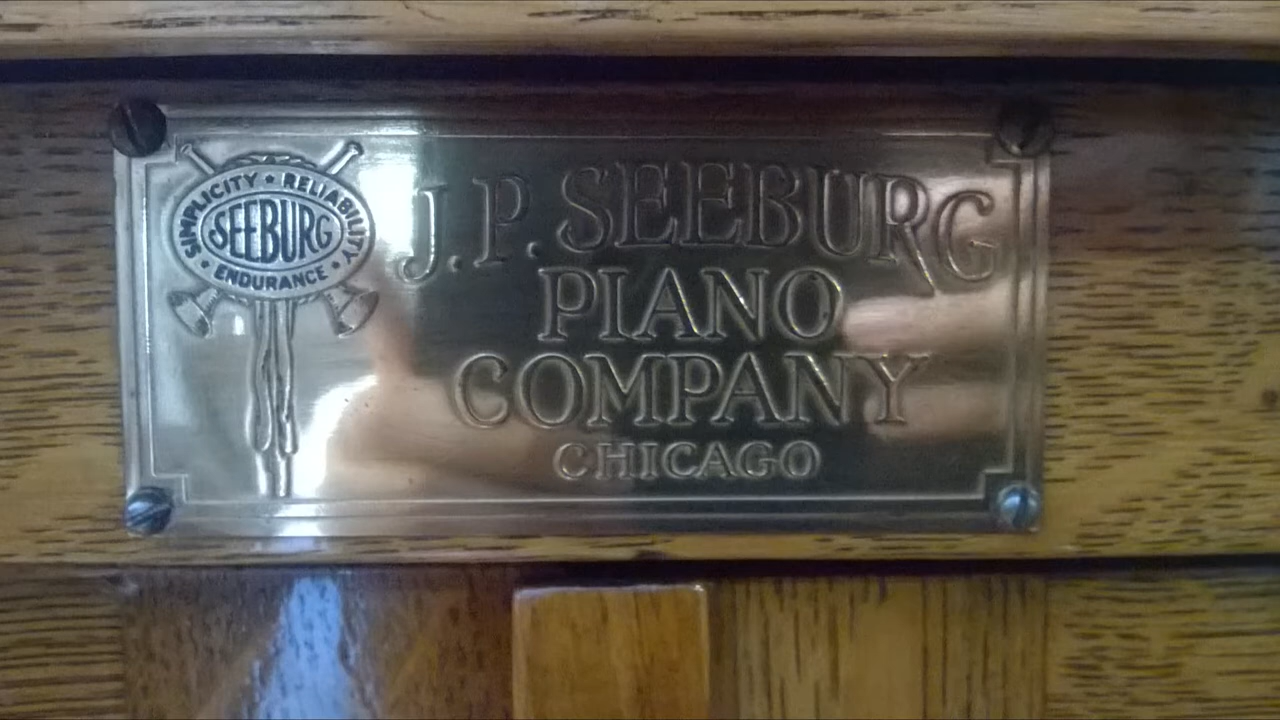 SIMPLICITY ★ RELIABILITY
SEEBURG
• ENDURANCE •
J.P. SEEBURG
PIANO
COMPANY
CHICAGO